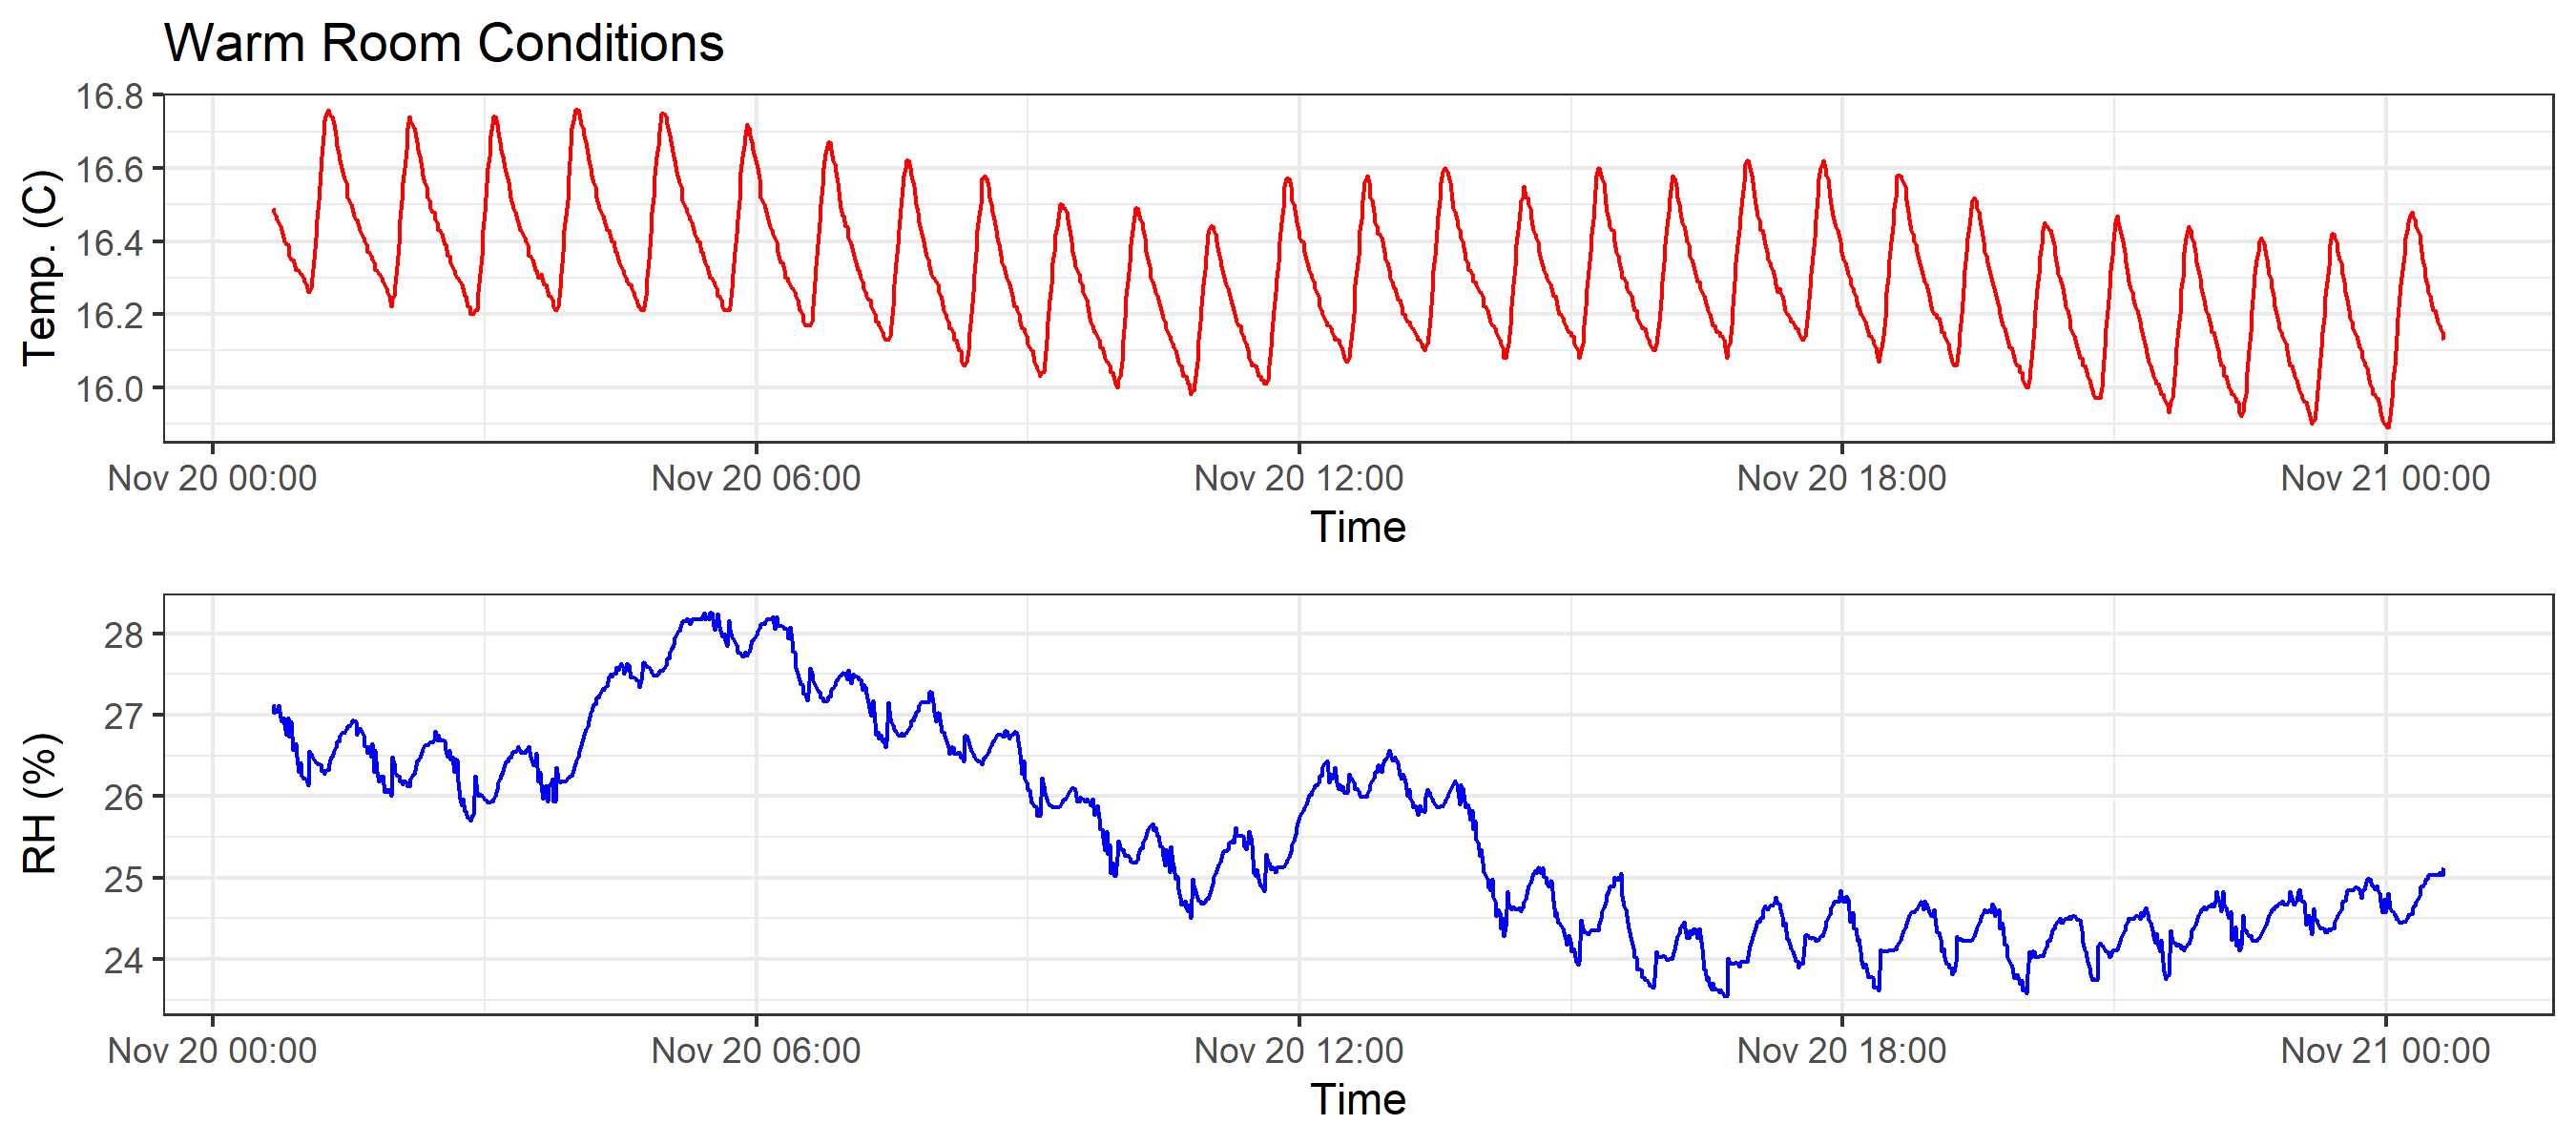 Warm Room Conditions
Temp. (C)
16.8
16.6
16.4
16.2
16.0
Nov 20 00:00 Nov 20 06:00 Nov 20 12:00 Nov 20 18:00 Nov 21 00:00
Time
RH (%)
28
27
26
25
24
Nov 20 00:00 Nov 20 06:00 Nov 20 12:00 Nov 20 18:00 Nov 21 00:00
Time